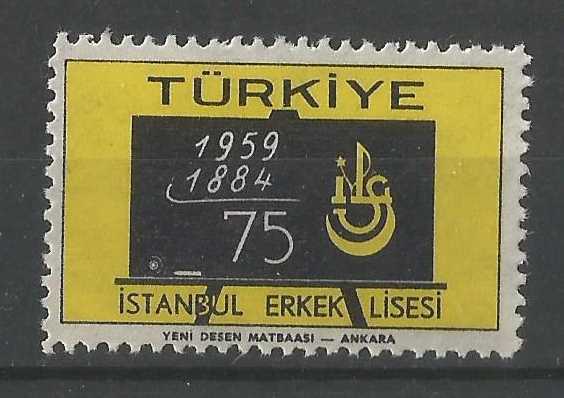 TÜRKİYE
1959
1884
75
İSTANBUL ERKEK LİSESİ
YENİ DESEN MATBAASI — ANKARA